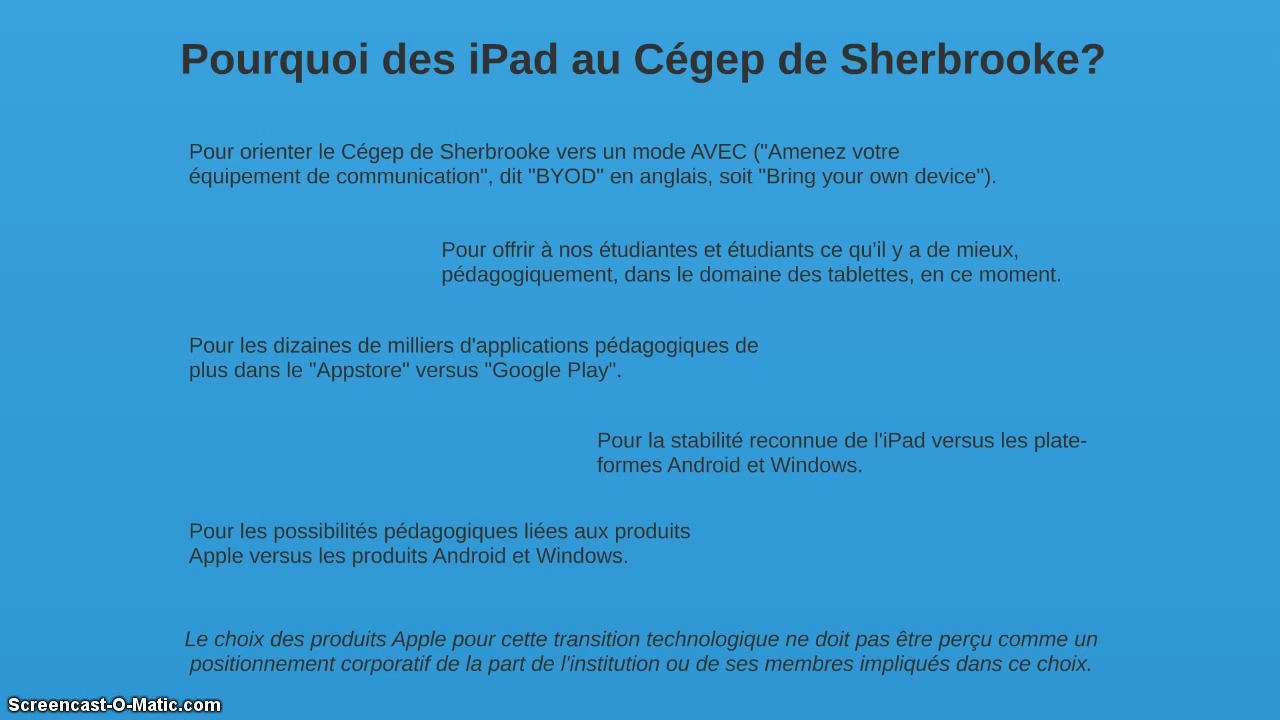 Pourquoi des iPad au Cégep de Sherbrooke?
Pour orienter le Cégep de Sherbrooke vers un mode AVEC ("Amenez votre
équipement de communication", dit "BYOD" en anglais, soit "Bring your own device").
Pour offrir à nos étudiantes et étudiants ce qu'il y a de mieux,
pédagogiquement, dans le domaine des tablettes, en ce moment.
Pour les dizaines de milliers d'applications pédagogiques de
plus dans le "Appstore" versus "Google Play".
Pour la stabilité reconnue de l'iPad versus les plate-
formes Android et Windows.
Pour les possibilités pédagogiques liées aux produits
Apple versus les produits Android et Windows.
Le choix des produits Apple pour cette transition technologique ne doit pas être perçu comme un
positionnement corporatif de la part de l'institution ou de ses membres impliqués dans ce choix.
Screencast-O-Matic.com